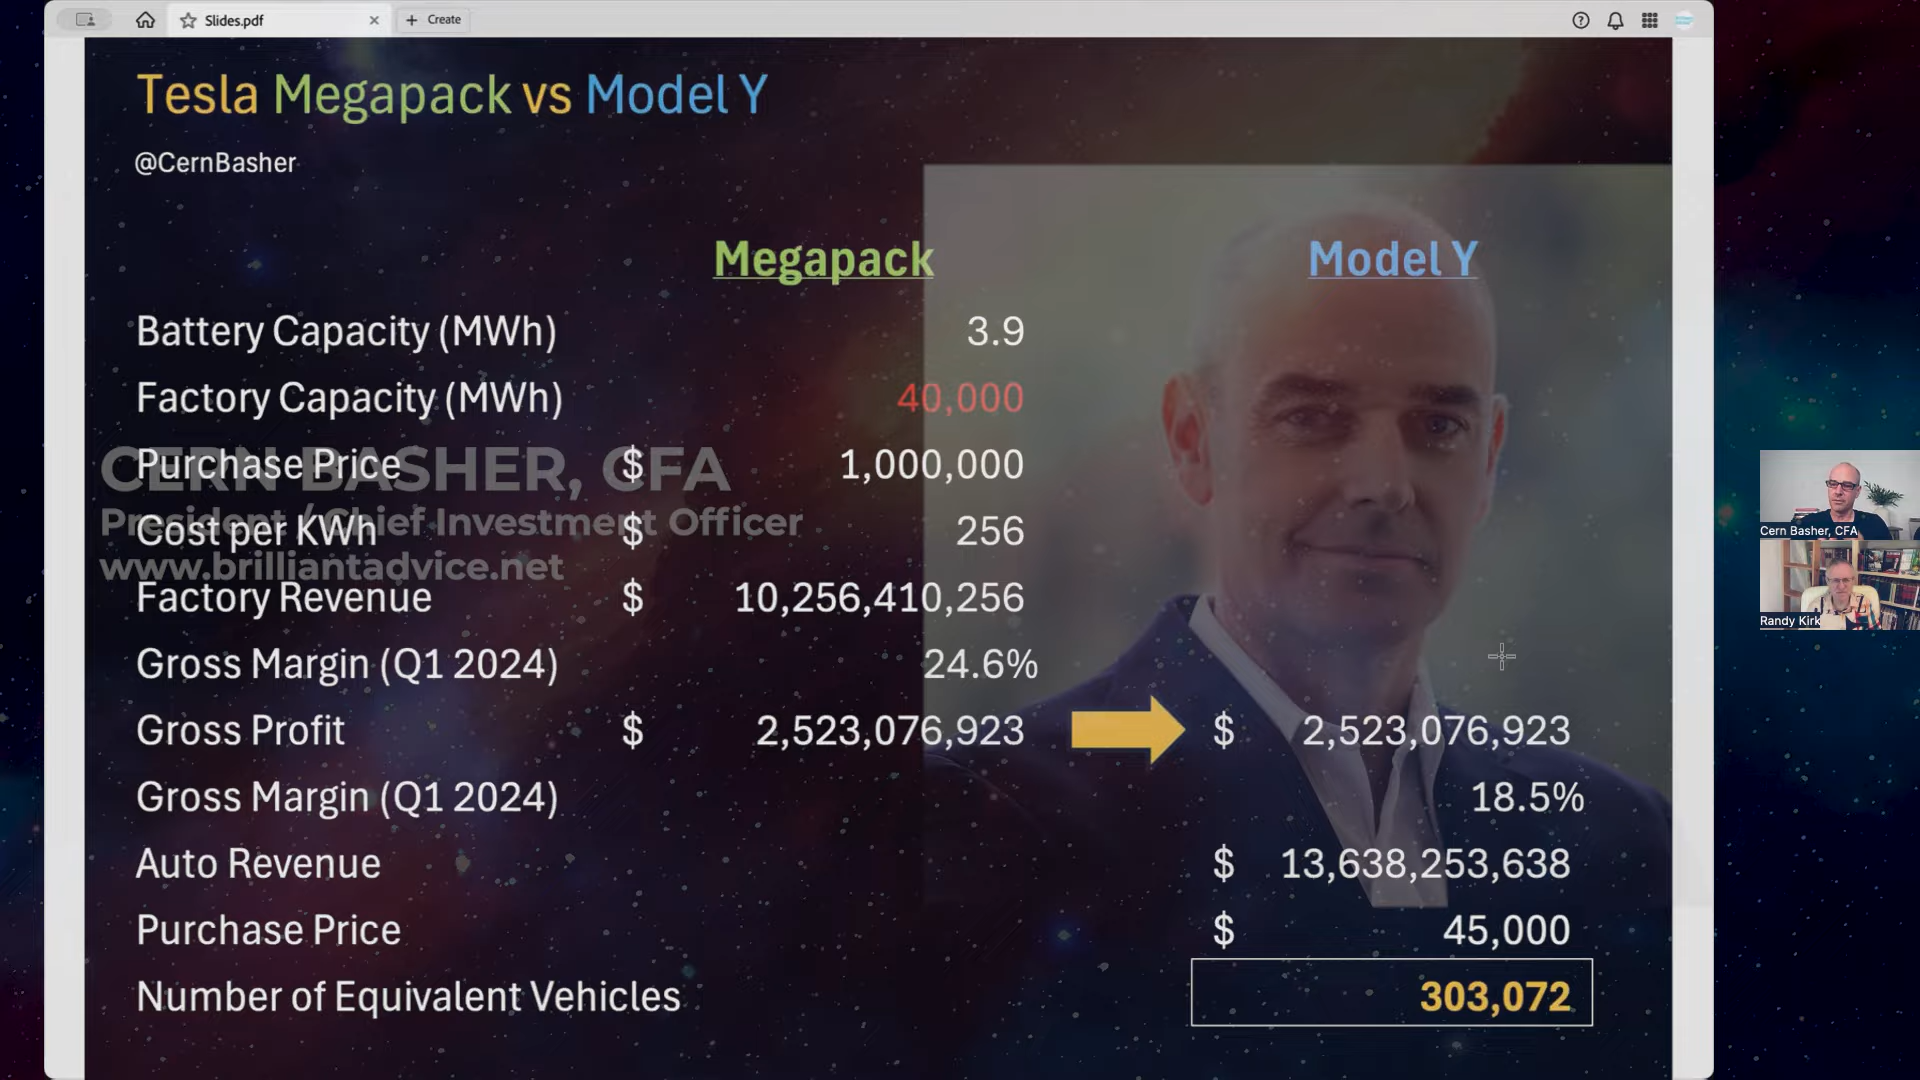 Slides.pdf
Create
Tesla Megapack vs Model Y
@CernBasher
Megapack Model Y
Battery Capacity (MWh) 3.9
Factory Capacity (MWh) 40,000
CERN BASHER, CFA
Purchase Price $ 1,000,000
President / Chief Investment Officer
Cost per KWh $ 256
www.brilliantadvice.net
Factory Revenue $ 10,256,410,256
Gross Margin (Q1 2024) 24.6%
Gross Profit $ 2,523,076,923 $ 2,523,076,923
Gross Margin (Q1 2024) 18.5%
Auto Revenue $ 13,638,253,638
Purchase Price $ 45,000
Number of Equivalent Vehicles 303,072
Cern Basher, CFA
Randy Kirk